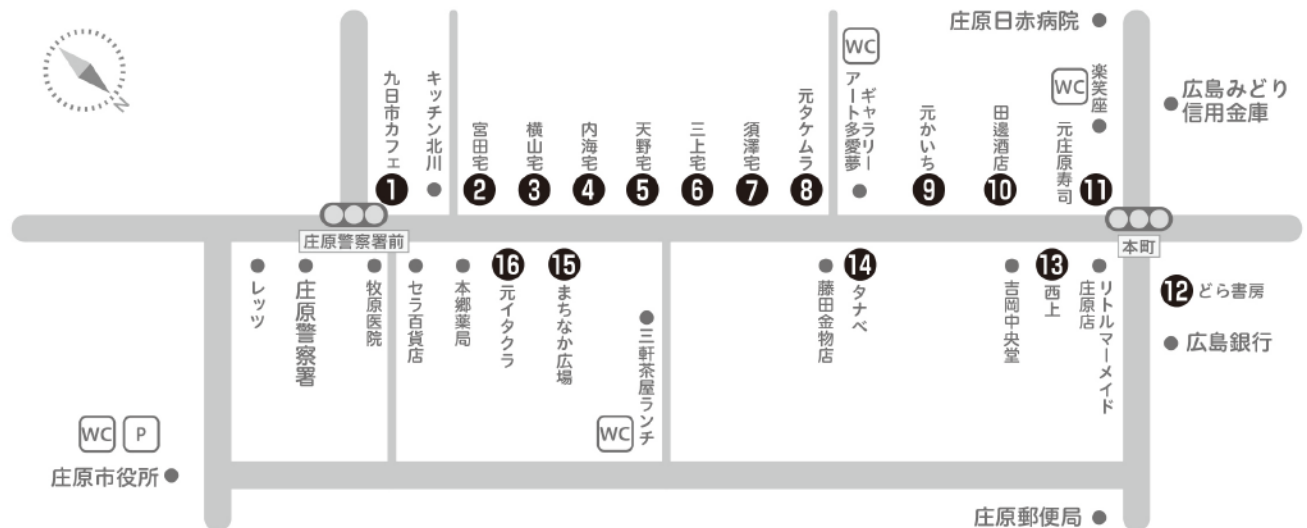 庄原日赤病院
WC
WC
楽笑座
広島みどり
信用金庫
九日市カフェ
キッチン北川
宮田宅
横山宅
内海宅
天野宅
三上宅
須澤宅
元タケムラ
ギャラリー
アート多愛夢
元かいち
田邊酒店
元庄原寿司
1
2
3
4
5
6
7
8
9
10
11
N
庄原警察署前
本町
レッツ
庄原警察署
牧原医院
セラ百貨店
本郷薬局
16
元イタクラ
15
まちなか広場
三軒茶屋ランチ
WC
藤田金物店
14
タナベ
吉岡中央堂
13
西上
リトルマーメイド
庄原店
12 どら書房
広島銀行
WC P
庄原市役所
庄原郵便局